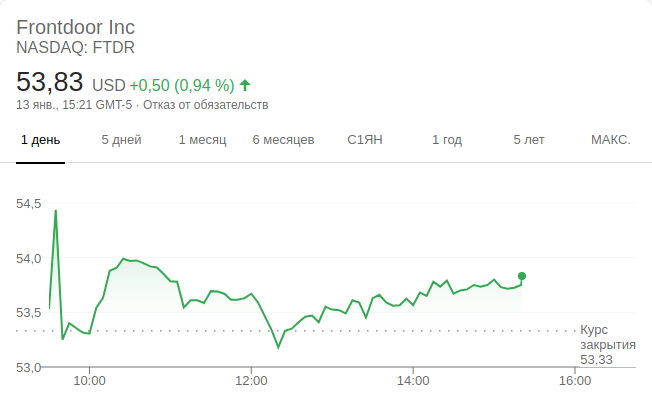 Frontdoor Inc
NASDAQ: FTDR
53,83 USD +0,50 (0,94 %)
13 янв., 15:21 GMT-5 · Отказ от обязательств
1 день 5 дней 1 месяц 6 месяцев С1ЯН 1 год 5 лет МАКС.
54,5
54,0
53,5
Курс
закрытия
53,33
53,0
10:00 12:00 14:00 16:00